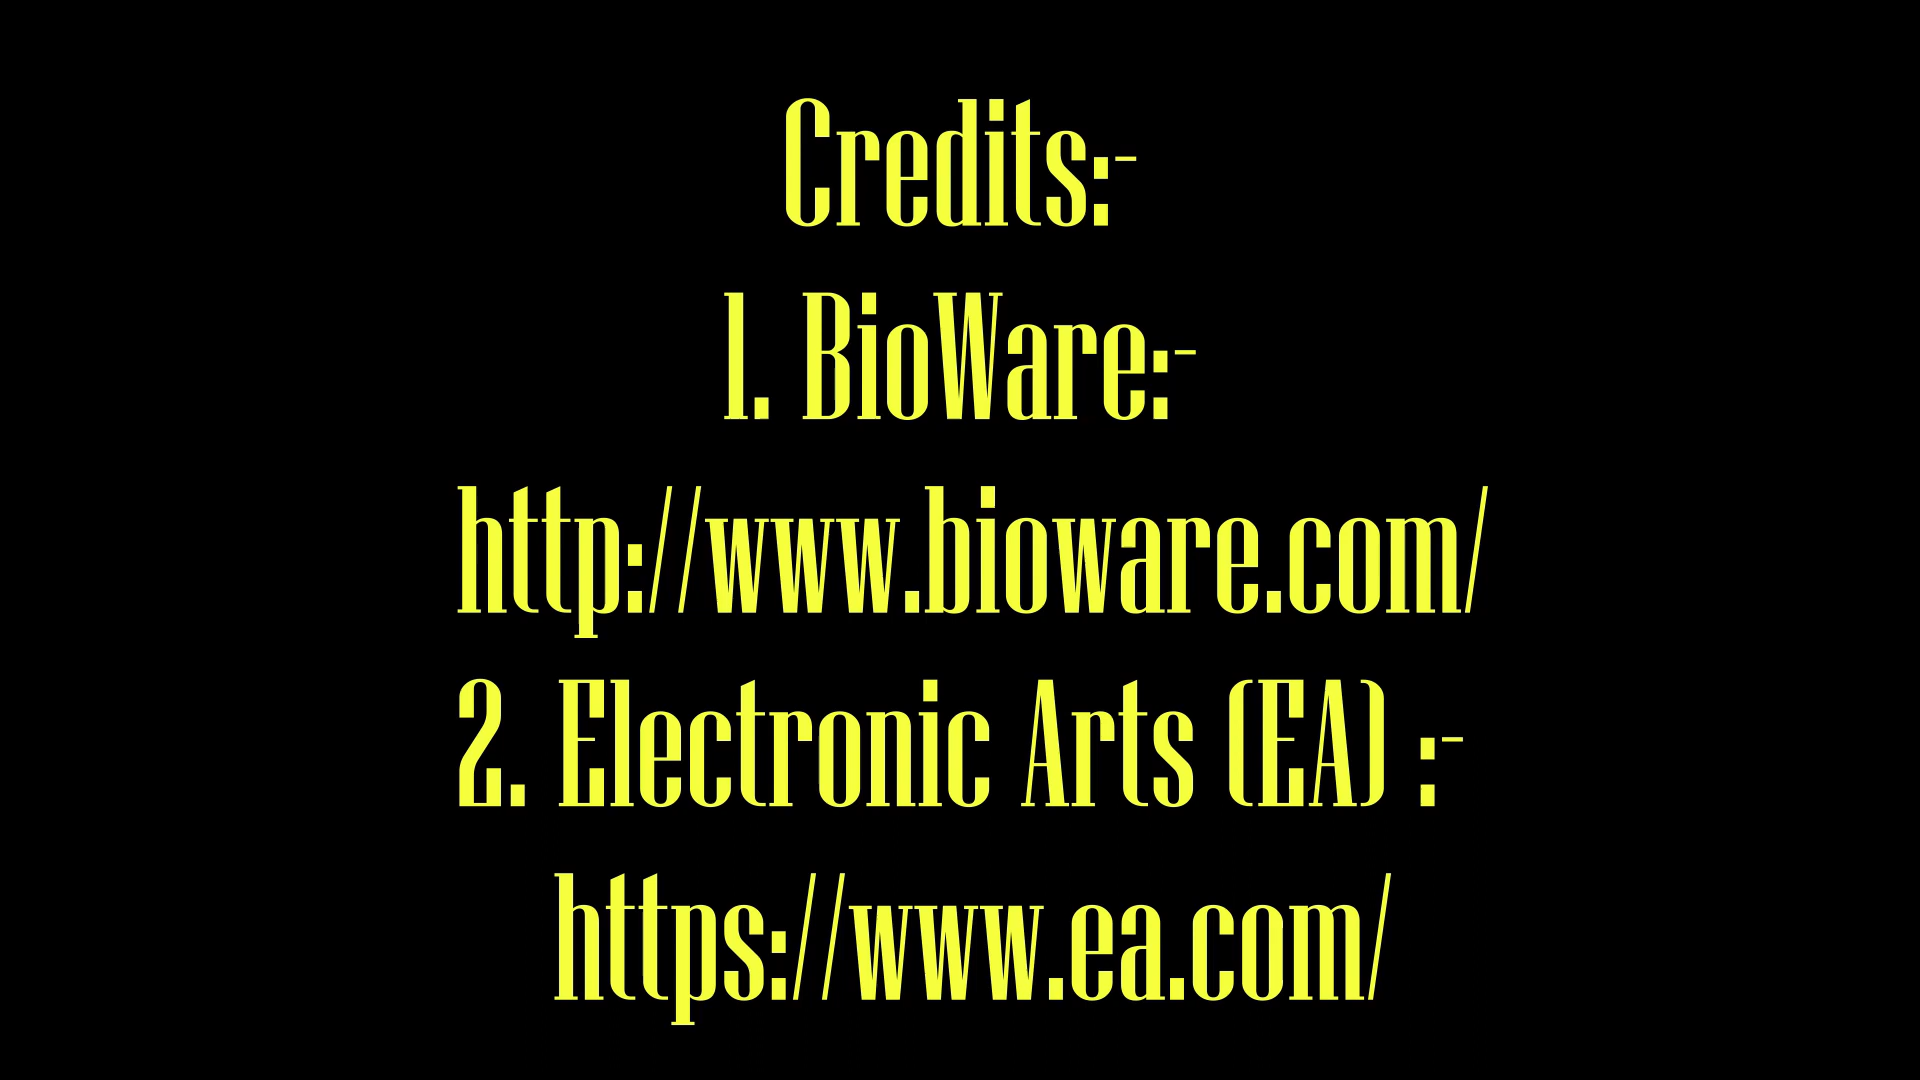 Credits:-
1. BioWare:-
http://www.bioware.com/
2. Electronic Arts (EA) :-
https://www.ea.com/